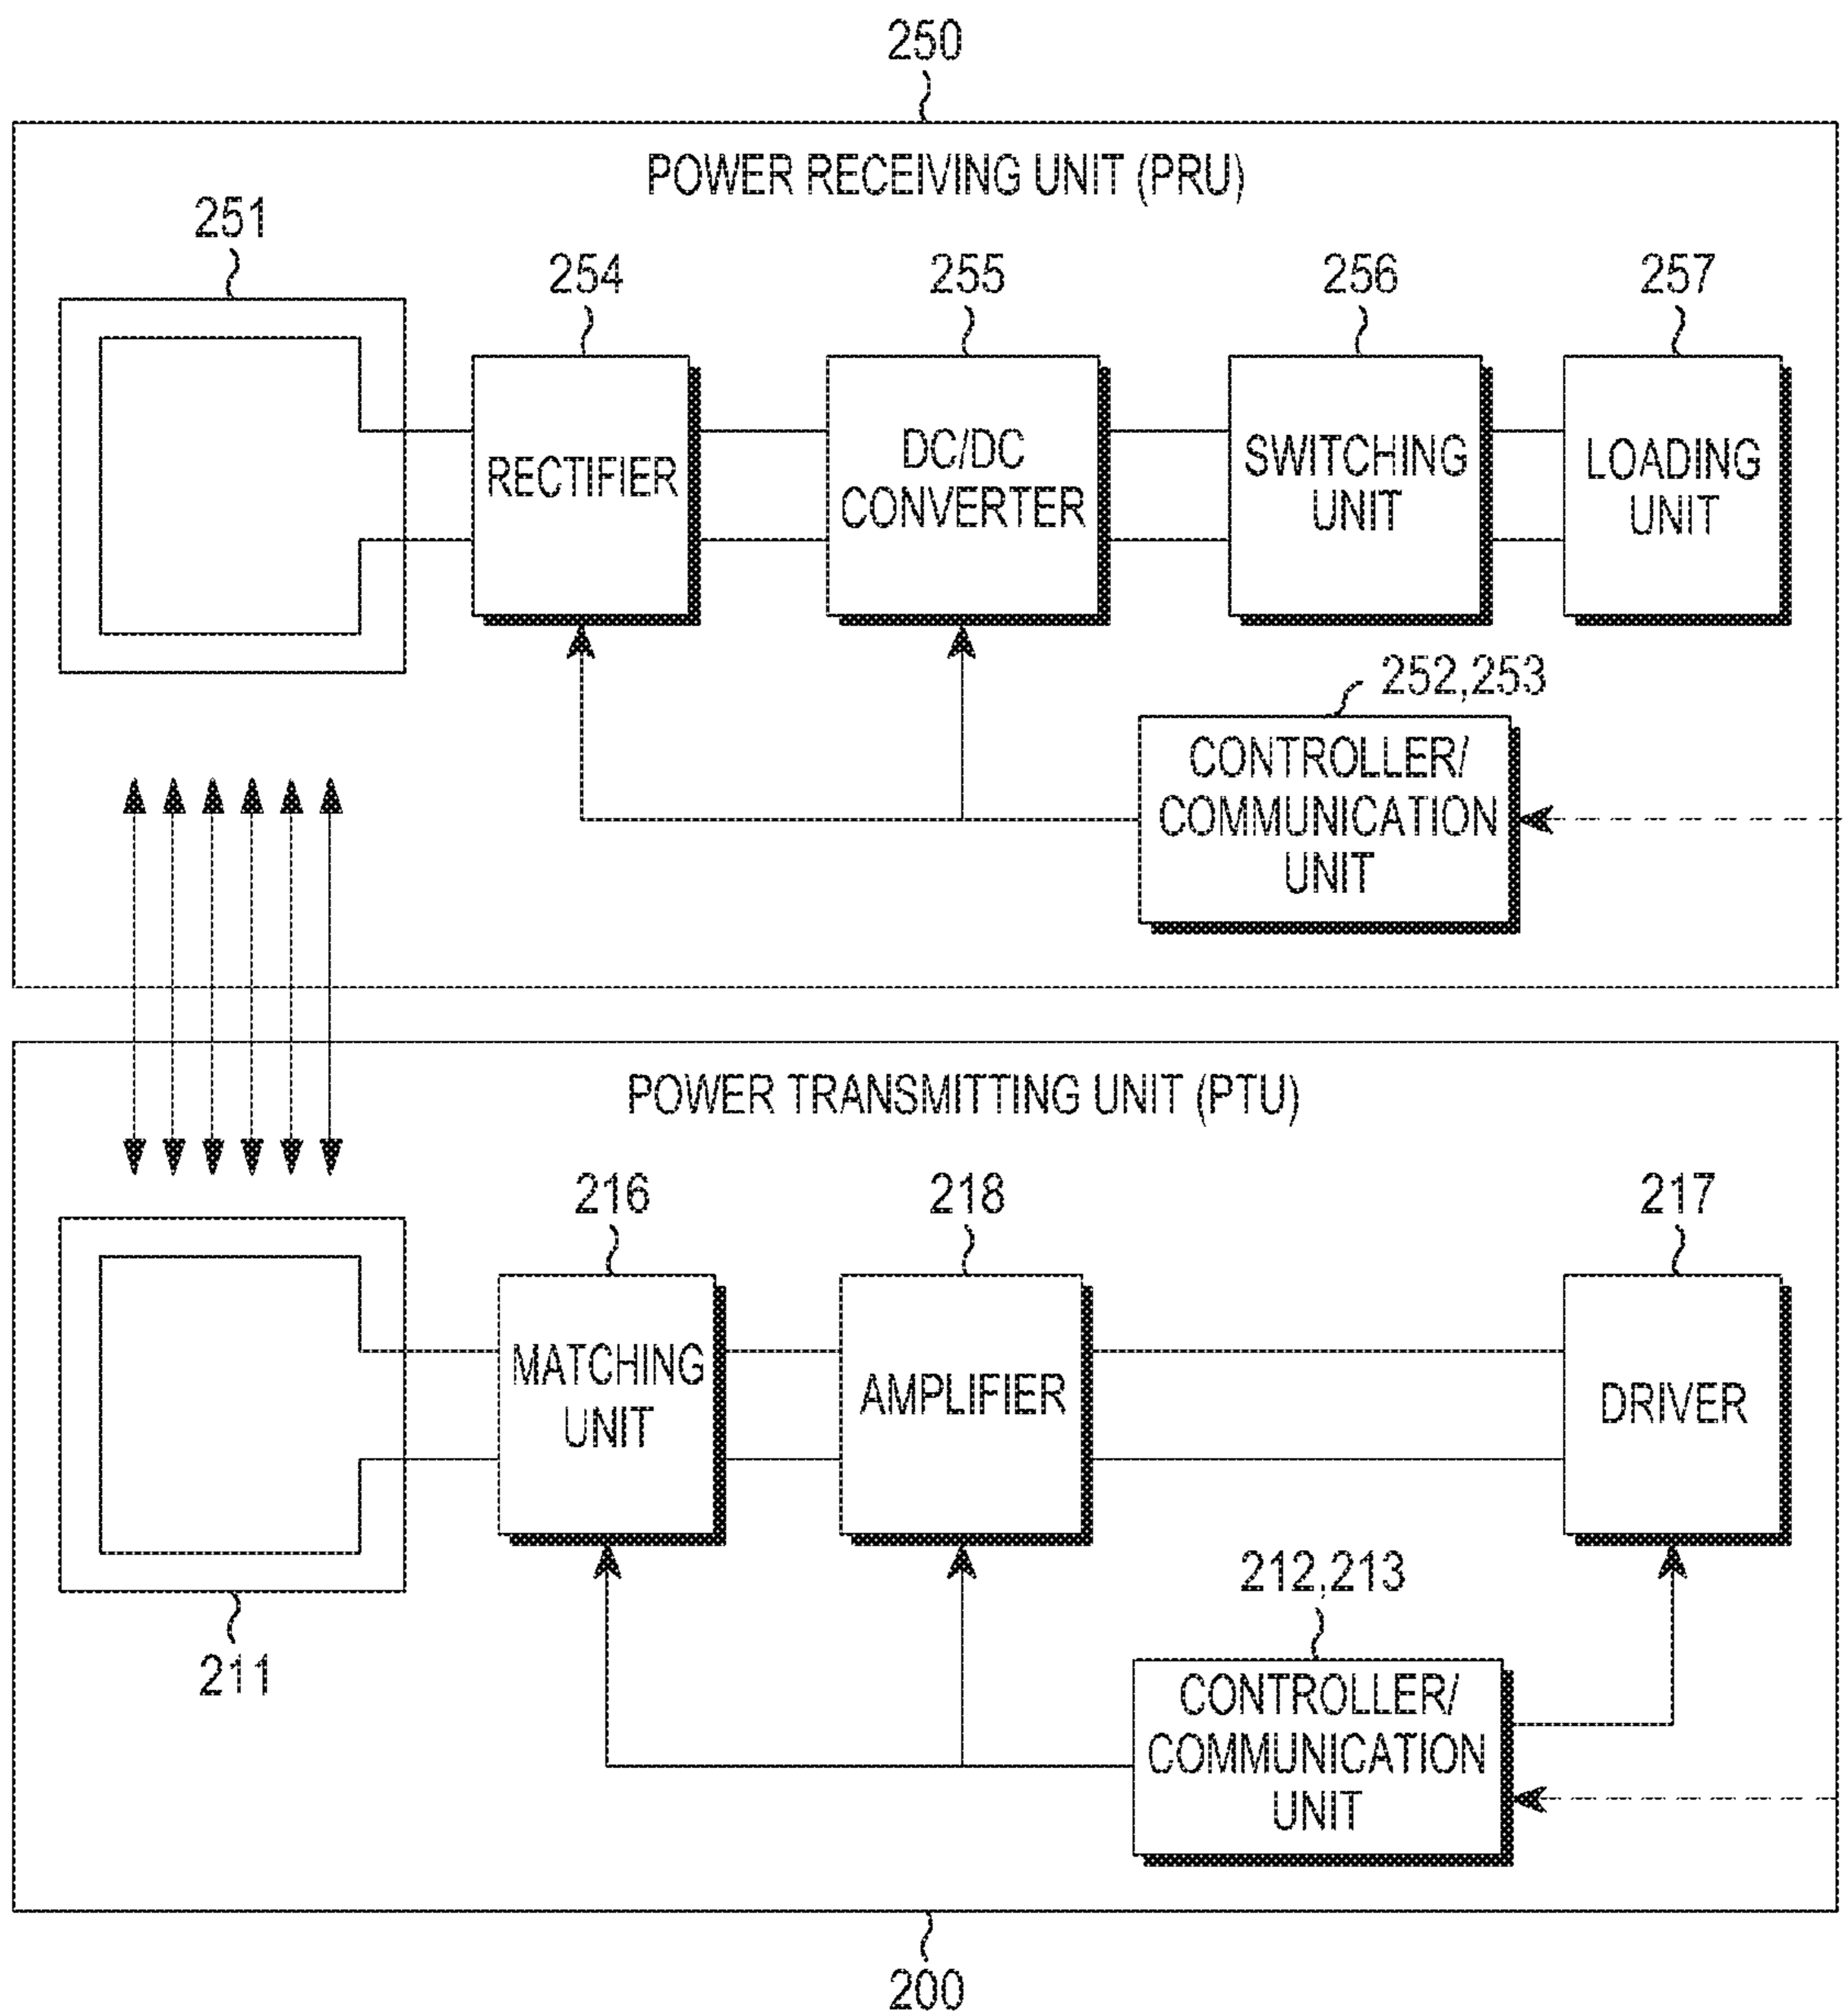 250
POWER RECEIVING UNIT (PRU)
251
254
255
256
257
RECTIFIER
DC/DC
CONVERTER
SWITCHING
UNIT
LOADING
UNIT
252,253
CONTROLLER/
COMMUNICATION
UNIT
POWER TRANSMITTING UNIT (PTU)
216
218
217
MATCHING
UNIT
AMPLIFIER
DRIVER
211
212,213
CONTROLLER/
COMMUNICATION
UNIT
200